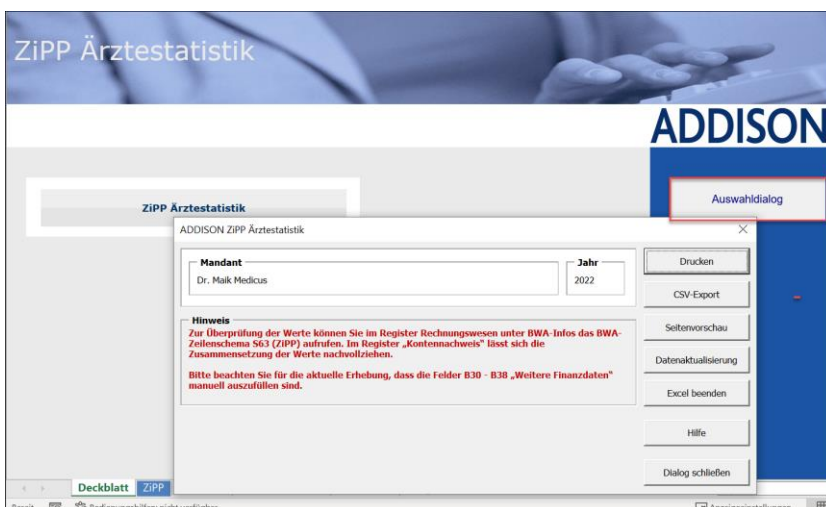 ZiPP Ärztestatistik
ADDISON
Auswahldialog
ZiPP Ärztestatistik
ADDISON ZiPP Ärztestatistik
Mandant
Dr. Maik Medicus
Jahr
2022
Hinweis
Zur Überprüfung der Werte können Sie im Register Rechnungswesen unter BWA-Infos das BWA-
Zeilenschema S63 (ZiPP) aufrufen. Im Register „Kontennachweis" lässt sich die
Zusammensetzung der Werte nachvollziehen.
Bitte beachten Sie für die aktuelle Erhebung, dass die Felder B30 - B38 „Weitere Finanzdaten"
manuell auszufüllen sind.
Drucken
CSV-Export
Seitenvorschau
Datenaktualisierung
Excel beenden
Hilfe
Dialog schließen
Deckblatt
ZiPP